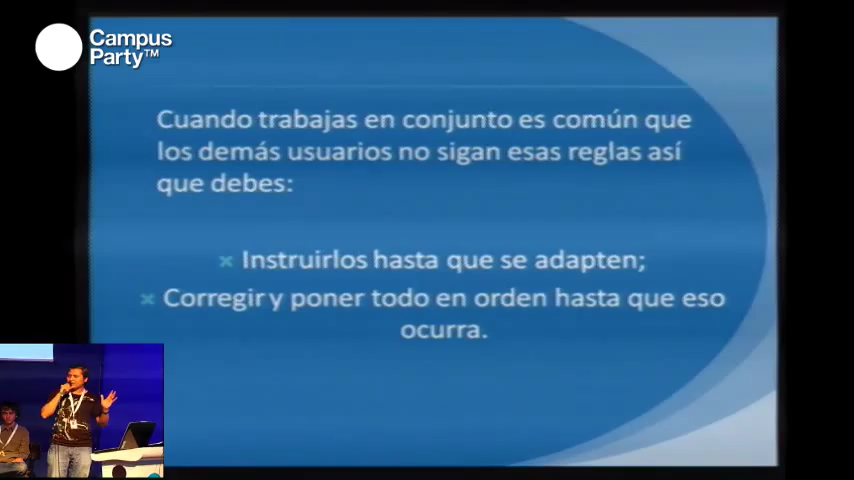 Campus
Party™
Cuando trabajas en conjunto es común que
los demás usuarios no sigan esas reglas así
que debes:
Instruirlos hasta que se adapten;
Corregir y poner todo en orden hasta que eso
ocurra.